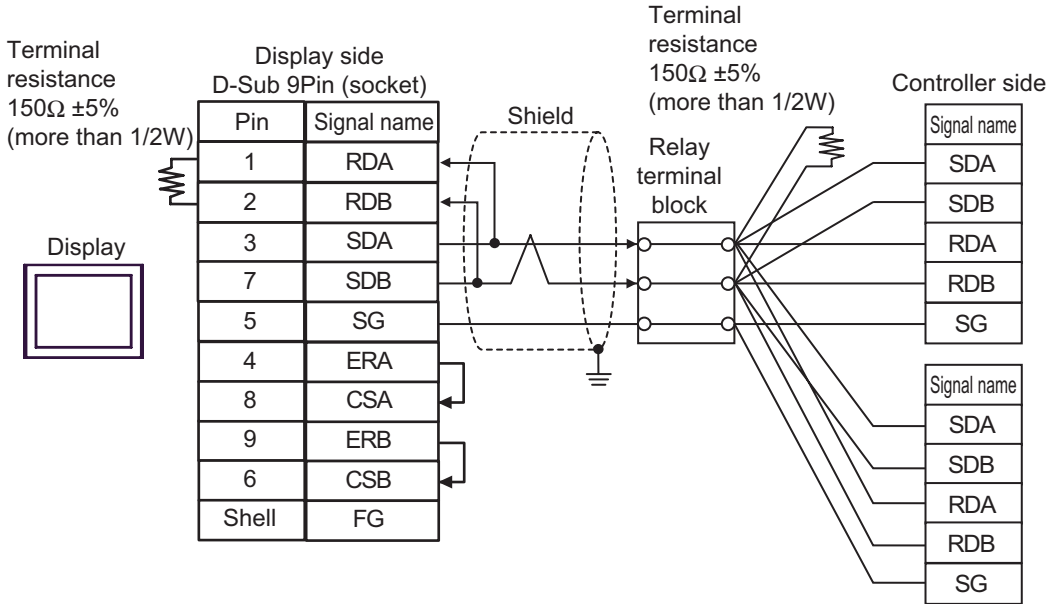 Terminal
resistance
150Ω ±5%
(more than 1/2W)
Display side
D-Sub 9Pin (socket)
Pin Signal name
1 RDA
2 RDB
3 SDA
7 SDB
5 SG
4 ERA
8 CSA
9 ERB
6 CSB
Shell FG
Display
Shield
Relay
terminal
block
Terminal
resistance
150Ω ±5%
(more than 1/2W)
Controller side
Signal name
SDA
SDB
RDA
RDB
SG
Signal name
SDA
SDB
RDA
RDB
SG